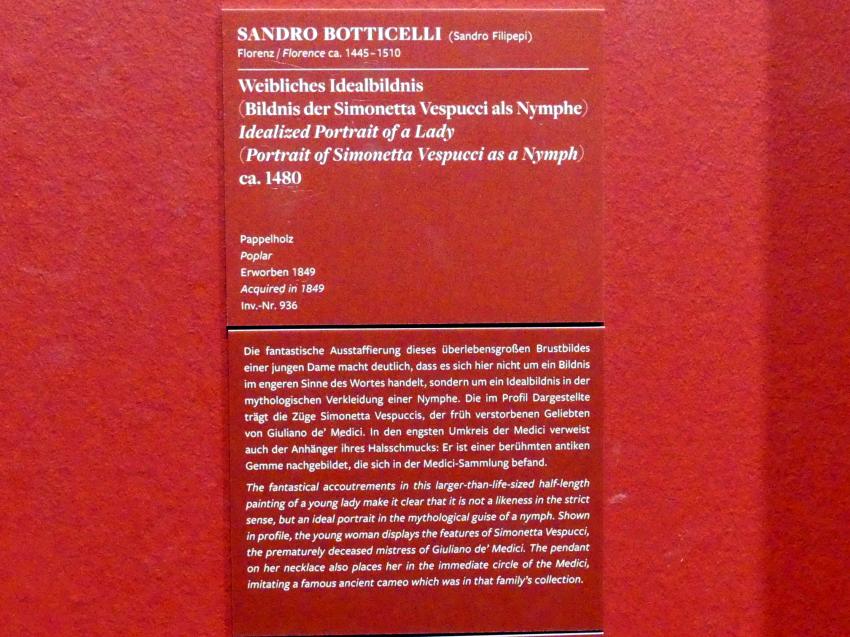 SANDRO BOTTICELLI (Sandro Filipepi)
Florenz / Florence ca. 1445–1510
Weibliches Idealbildnis
(Bildnis der Simonetta Vespucci als Nymphe)
Idealized Portrait of a Lady
(Portrait of Simonetta Vespucci as a Nymph)
ca. 1480
Pappelholz
Poplar
Erworben 1849
Acquired in 1849
Inv.-Nr. 936
Die fantastische Ausstaffierung dieses überlebensgroßen Brustbildes
einer jungen Dame macht deutlich, dass es sich hier nicht um ein Bildnis
im engeren Sinne des Wortes handelt, sondern um ein Idealbildnis in der
mythologischen Verkleidung einer Nymphe. Die im Profil Dargestellte
trägt die Züge Simonetta Vespuccis, der früh verstorbenen Geliebten
von Giuliano de’ Medici. In den engsten Umkreis der Medici verweist
auch der Anhänger ihres Halsschmucks: Er ist einer berühmten antiken
Gemme nachgebildet, die sich in der Medici-Sammlung befand.
The fantastical accoutrements in this larger-than-life-sized half-length
painting of a young lady make it clear that it is not a likeness in the strict
sense, but an ideal portrait in the mythological guise of a nymph. Shown
in profile, the young woman displays the features of Simonetta Vespucci,
the prematurely deceased mistress of Giuliano de’ Medici. The pendant
on her necklace also places her in the immediate circle of the Medici,
imitating a famous ancient cameo which was in that family’s collection.